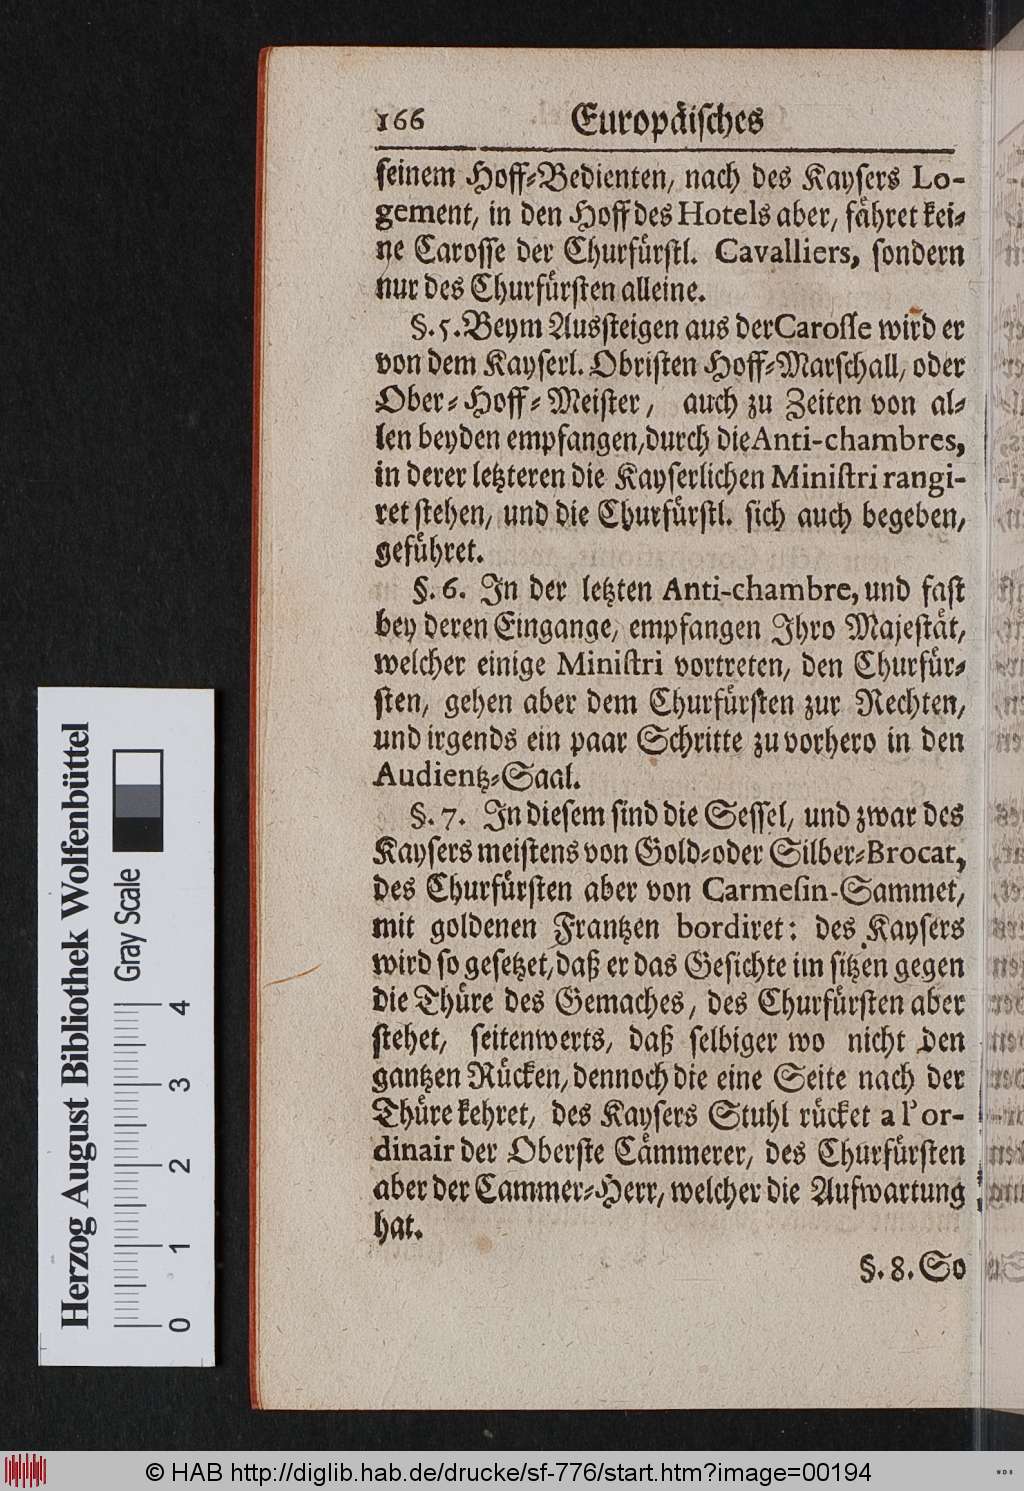 166 Europäisches
seinem Hoff-Bedienten, nach des Kaysers Lo-
gement, in den Hoff des Hotels aber, fähret kei-
ne Carosse der Churfürstl. Cavalliers, sondern
nur des Churfürsten alleine.
§. 5. Beym Aussteigen aus der Carosse wird er
von dem Kayserl. Obristen Hoff-Marschall, oder
Ober-Hoff-Meister, auch zu Zeiten von al-
len beyden empfangen, durch die Anti-chambres,
in derer letzteren die Kayserlichen Ministri rangi-
ret stehen, und die Churfürstl. sich auch begeben,
geführet.
§. 6. In der letzten Anti-chambre, und fast
bey deren Eingange, empfangen Ihro Majestät,
welcher einige Ministri vortreten, den Churfür-
sten, gehen aber dem Churfürsten zur Rechten,
und irgends ein paar Schritte zu vorhero in den
Audientz-Saal.
§. 7. In diesem sind die Sessel, und zwar des
Kaysers meistens von Gold-oder Silber-Brocat,
des Churfürsten aber von Carmesin-Sammet,
mit goldenen Frantzen bordiret: des Kaysers
wird so gesetzet, daß er das Gesichte im sitzen gegen
die Thüre des Gemaches, des Churfürsten aber
stehet, seitenwerts, daß selbiger wo nicht den
gantzen Rücken, dennoch die eine Seite nach der
Thüre kehret, des Kaysers Stuhl rücket a l' or-
dinair der Oberste Cämmerer, des Churfürsten
aber der Cammer-Herr, welcher die Aufwartung
hat.
§. 8. So
Herzog August Bibliothek Wolfenbüttel
Gray Scale
0 1 2 3 4
© HAB http://diglib.hab.de/drucke/sf-776/start.htm?image=00194